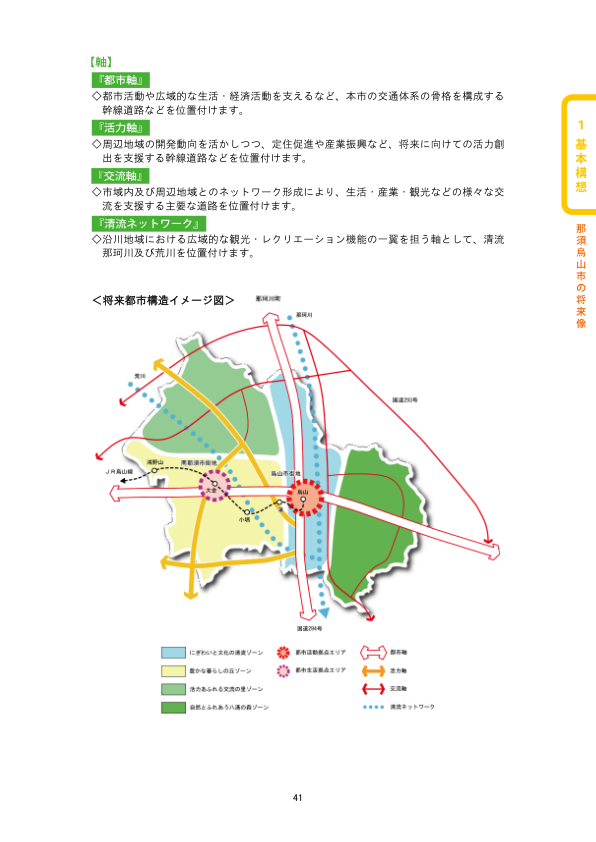 【軸】
『都市軸』
◇都市活動や広域的な生活・経済活動を支えるなど、本市の交通体系の骨格を構成する
幹線道路などを位置付けます。
『活力軸』
◇周辺地域の開発動向を活かしつつ、定住促進や産業振興など、将来に向けての活力創
出を支援する幹線道路などを位置付けます。
『交流軸』
◇市域内及び周辺地域とのネットワーク形成により、生活・産業・観光などの様々な交
流を支援する主要な道路を位置付けます。
『清流ネットワーク』
◇沿川地域における広域的な観光・レクリエーション機能の一翼を担う軸として、清流
那珂川及び荒川を位置付けます。
1
基本構想
那須烏山市の将来像
＜将来都市構造イメージ図＞
那珂川町
那珂川
荒川
国道293号
鴻野山
南那須市街地
烏山市街地
ＪＲ烏山線
大金
烏山
滝
小塙
国道294号
にぎわいと文化の清流ゾーン
豊かな暮らしの丘ゾーン
活力あふれる交流の里ゾーン
自然とふれあう八溝の森ゾーン
都市活動拠点エリア
都市生活拠点エリア
都市軸
活力軸
交流軸
清流ネットワーク
41